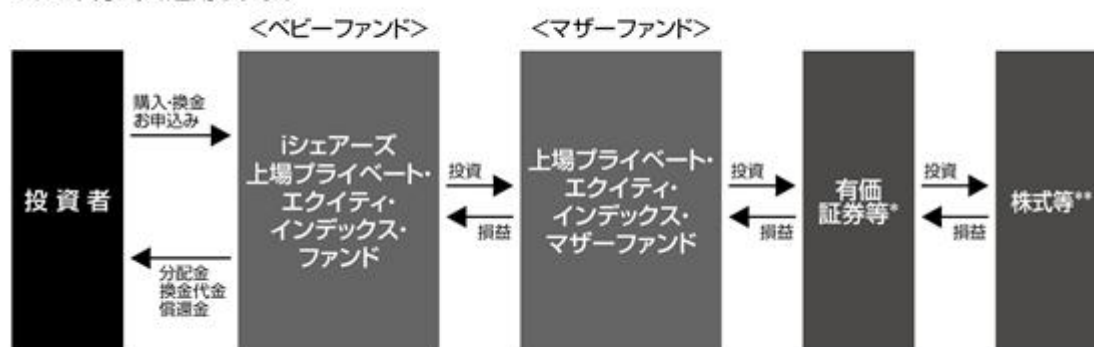 <ベビーファンド>
<マザーファンド>
投資者
購入・換金
お申込み
分配金
換金代金
償還金
iシェアーズ
上場プライベート・
エクイティ・
インデックス・
ファンド
投資
損益
上場プライベート・
エクイティ・
インデックス・
マザーファンド
投資
損益
有価
証券等*
投資
損益
株式等**